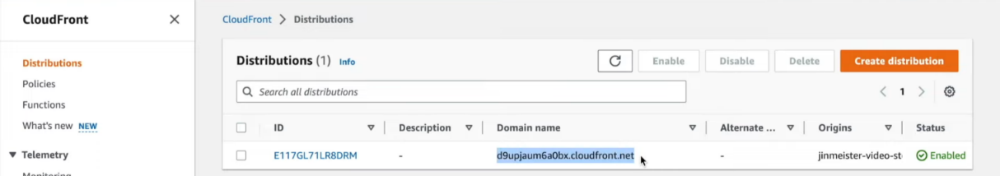 CloudFront
CloudFront > Distributions
Distributions
Policies
Functions
What's new NEW
Telemetry
Monitoring
Distributions (1) Info
Enable Disable Delete Create distribution
Search all distributions
1
ID Description Domain name Alternate ... Origins Status
E117GL71LR8DRM - d9upjaum6a0bx.cloudfront.net - jinmeister-video-st Enabled